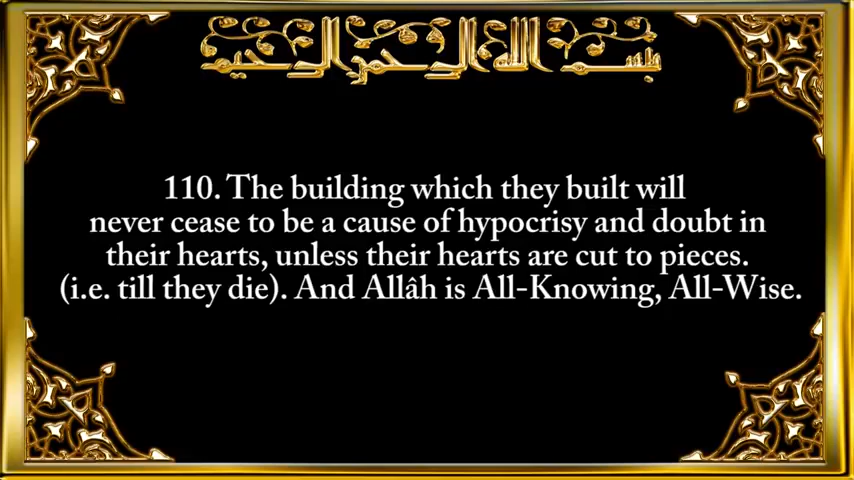 بسم الله الرحمن الرحيم
110. The building which they built will
never cease to be a cause of hypocrisy and doubt in
their hearts, unless their hearts are cut to pieces.
(i.e. till they die). And Allâh is All-Knowing, All-Wise.